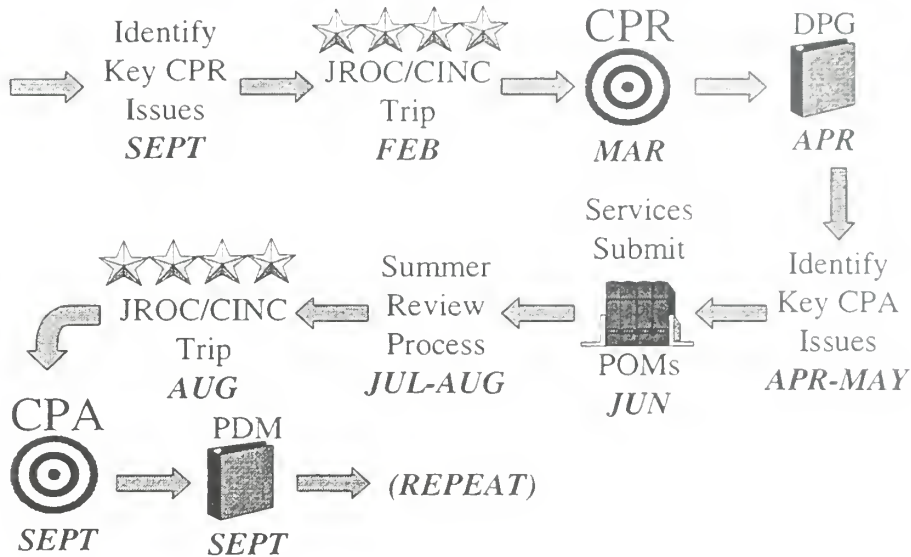 Identify
Key CPR
Issues
SEPT
JROC/CINC
Trip
FEB
CPR
MAR
DPG
APR
Identify
Key CPA
Issues
APR-MAY
Services
Submit
POMs
JUN
Summer
Review
Process
JUL-AUG
JROC/CINC
Trip
AUG
CPA
SEPT
PDM
SEPT
(REPEAT)